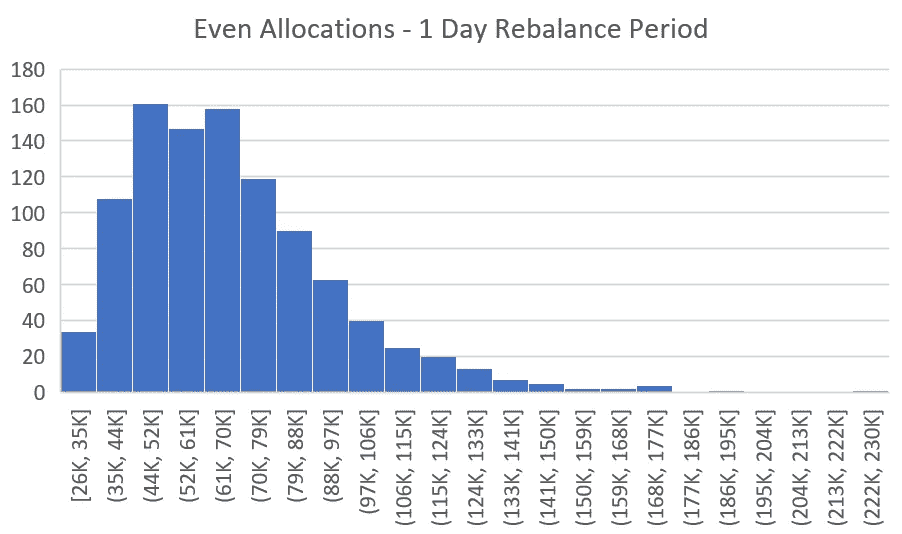 Even Allocations - 1 Day Rebalance Period
180
160
140
120
100
80
60
40
20
0
[26K, 35K]
(35K, 44K]
(44K, 52K]
(52K, 61K]
(61K, 70K]
(70K, 79K]
(79K, 88K]
(88K, 97K]
(97K, 106K]
(106K, 115K]
(115K, 124K]
(124K, 133K]
(133K, 141K]
(141K, 150K]
(150K, 159K]
(159K, 168K]
(168K, 177K]
(177K, 186K]
(186K, 195K]
(195K, 204K]
(204K, 213K]
(213K, 222K]
(222K, 230K]